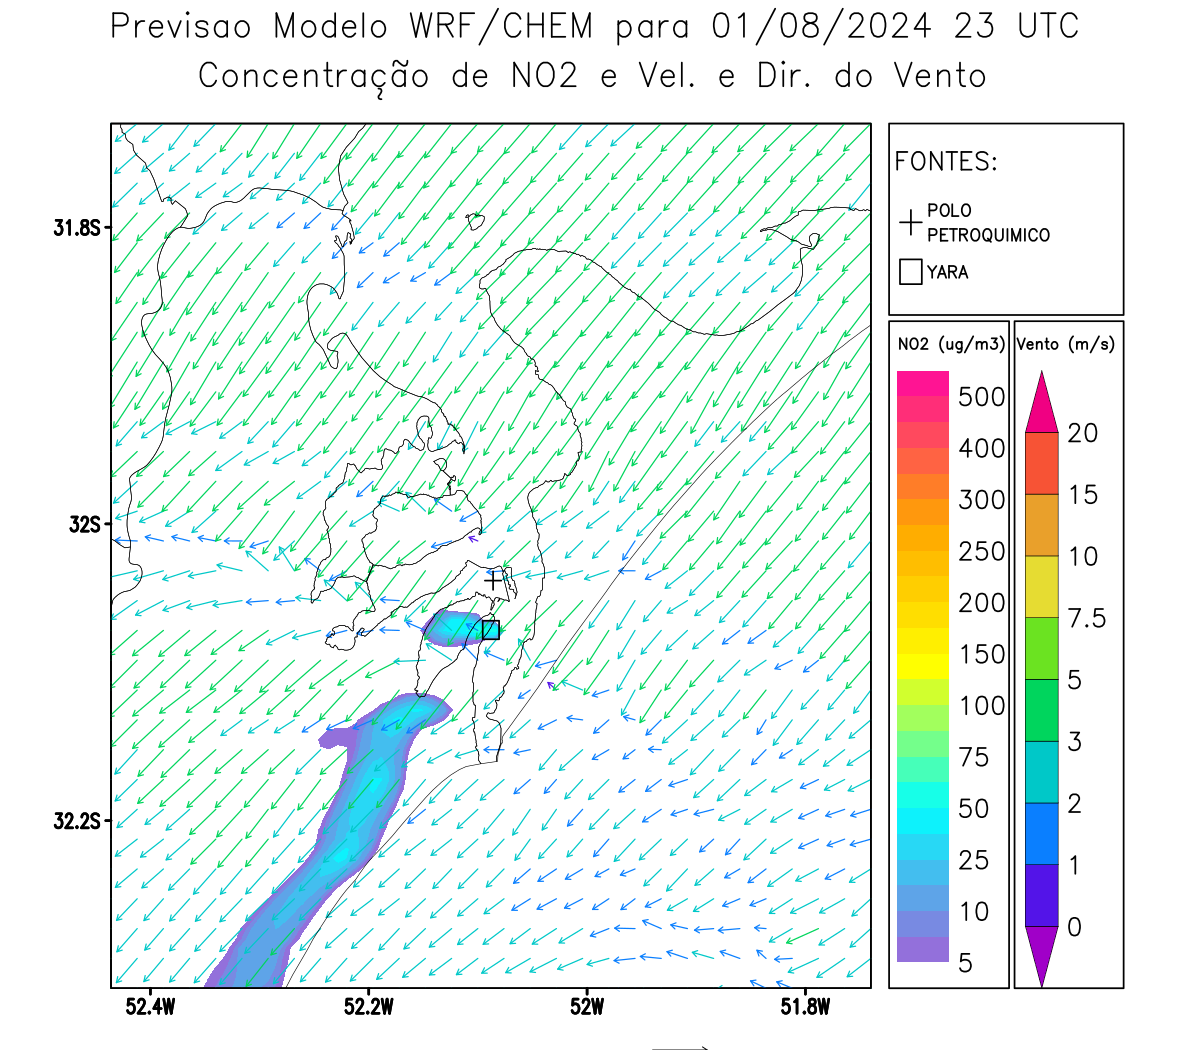 Previsao Modelo WRF/CHEM para 01/08/2024 23 UTC
Concentração de NO2 e Vel. e Dir. do Vento
FONTES:
POLO
PETROQUIMICO
YARA
NO2 (ug/m3)
500
400
300
250
200
150
100
75
50
25
10
5
Vento (m/s)
20
15
10
7.5
5
3
2
1
0
31.8S
32S
32.2S
52.4W
52.2W
52W
51.8W